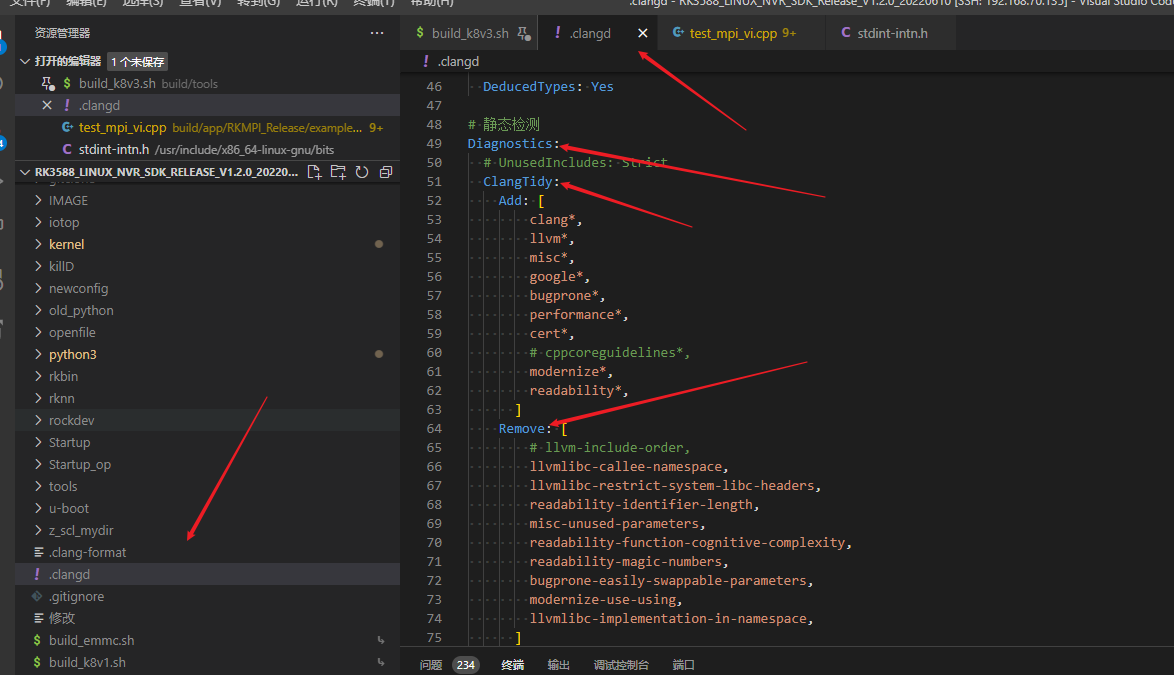 文件(F) 编辑(E) 选择(S) 查看(V) 转到(G) 运行(R) 终端(T) 帮助(H) .clangd - RK3588_LINUX_NVR_SDK_Release_V1.2.0_20220610 [SSH: 192.168.70.135] - Visual Studio Code
资源管理器 ···
打开的编辑器 1 个未保存
$ build_k8v3.sh build/tools
× ! .clangd
test_mpi_vi.cpp build/app/RKMPI_Release/example... 9+
C stdint-intn.h /usr/include/x86_64-linux-gnu/bits
RK3588_LINUX_NVR_SDK_RELEASE_V1.2.0_20220...
IMAGE
iotop
kernel
killD
newconfig
old_python
openfile
python3
rkbin
rknn
rockdev
Startup
Startup_op
tools
u-boot
z_scl_mydir
.clang-format
! .clangd
.gitignore
修改
$ build_emmc.sh
$ build_k8v1.sh
$ build_k8v3.sh ! .clangd × test_mpi_vi.cpp 9+ C stdint-intn.h
! .clangd
46 DeducedTypes: Yes
47
48 # 静态检测
49 Diagnostics:
50 # UnusedIncludes: Strict
51 ClangTidy:
52 Add: [
53 clang*,
54 llvm*,
55 misc*,
56 google*,
57 bugprone*,
58 performance*,
59 cert*,
60 # cppcoreguidelines*,
61 modernize*,
62 readability*,
63 ]
64 Remove: [
65 # llvm-include-order,
66 llvmlibc-callee-namespace,
67 llvmlibc-restrict-system-libc-headers,
68 readability-identifier-length,
69 misc-unused-parameters,
70 readability-function-cognitive-complexity,
71 readability-magic-numbers,
72 bugprone-easily-swappable-parameters,
73 modernize-use-using,
74 llvmlibc-implementation-in-namespace,
75 ]
问题 234 终端 输出 调试控制台 端口